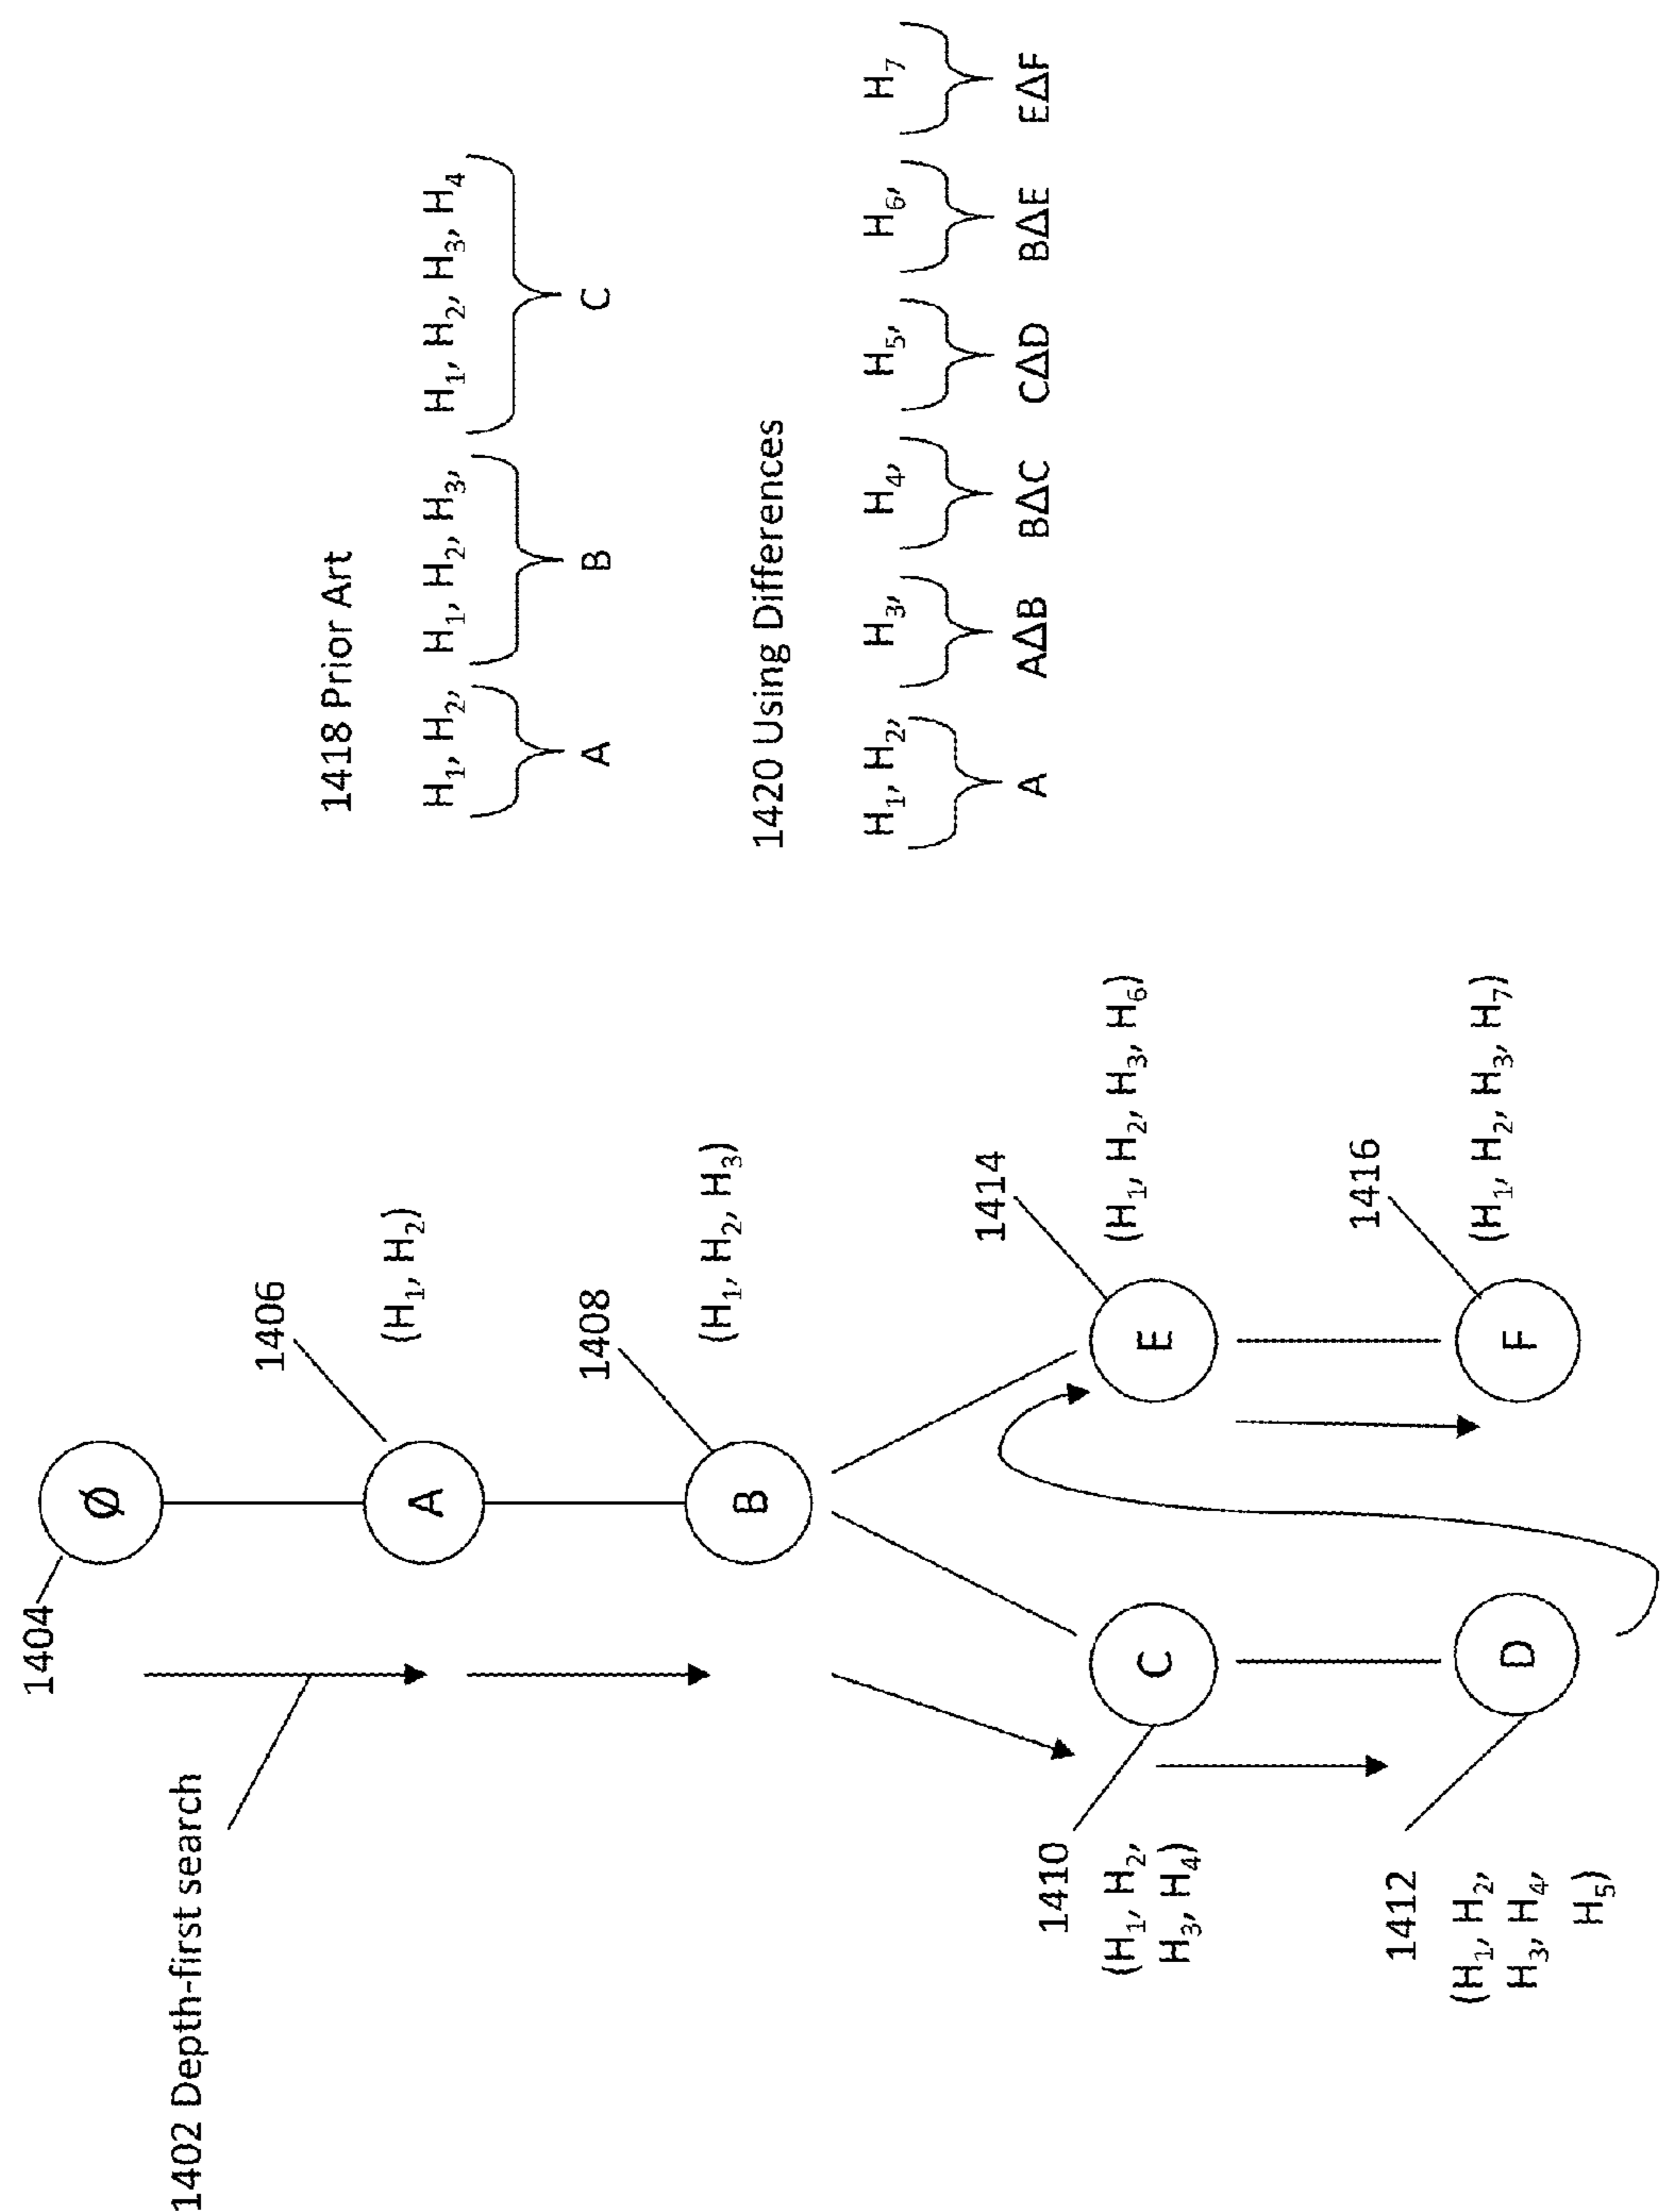 1402 Depth-first search
1404
Ø
1406
A
(H₁, H₂)
1408
B
(H₁, H₂, H₃)
1410
(H₁, H₂,
H₃, H₄)
C
1414
E
(H₁, H₂, H₃, H₆)
1412
(H₁, H₂,
H₃, H₄,
H₅)
D
1416
F
(H₁, H₂, H₃, H₇)
1418 Prior Art
H₁, H₂, H₁, H₂, H₃, H₁, H₂, H₃, H₄
A B C
1420 Using Differences
H₁, H₂, H₃, H₄, H₅, H₆, H₇
A AΔB BΔC CΔD BΔE EΔF